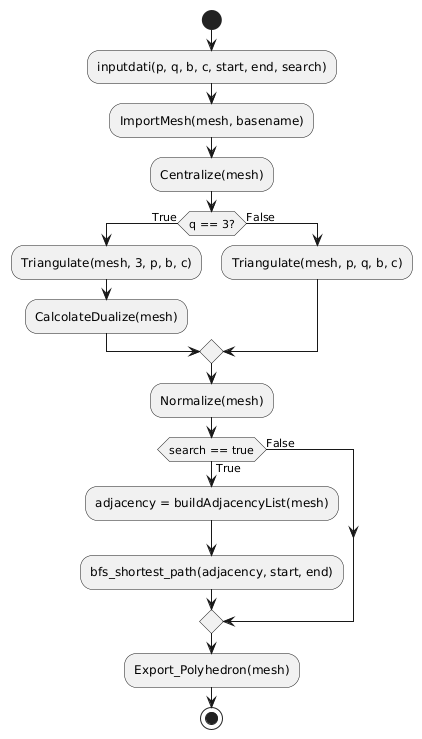 inputdati(p, q, b, c, start, end, search)
ImportMesh(mesh, basename)
Centralize(mesh)
True
q == 3?
False
Triangulate(mesh, 3, p, b, c)
Triangulate(mesh, p, q, b, c)
CalcolateDualize(mesh)
Normalize(mesh)
search == true
False
True
adjacency = buildAdjacencyList(mesh)
bfs_shortest_path(adjacency, start, end)
Export_Polyhedron(mesh)